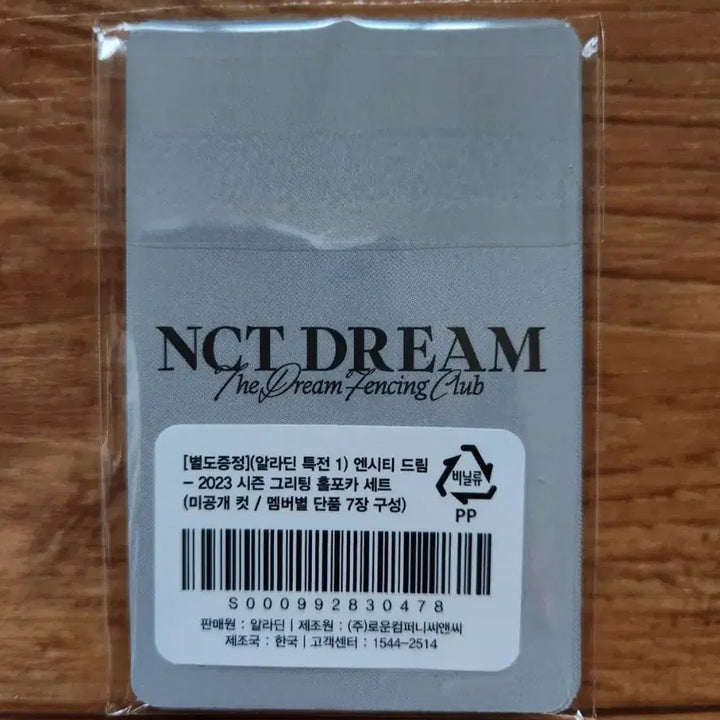 NCT DREAM
The Dream Fencing Club
[별도증정](알라딘 특전 1) 엔시티 드림
- 2023 시즌 그리팅 홀포카 세트
(미공개 컷 / 멤버별 단품 7장 구성)
비닐류
PP
S000992830478
판매원 : 알라딘 | 제조원 : (주)로운컴퍼니씨앤씨
제조국 : 한국 | 고객센터 : 1544-2514